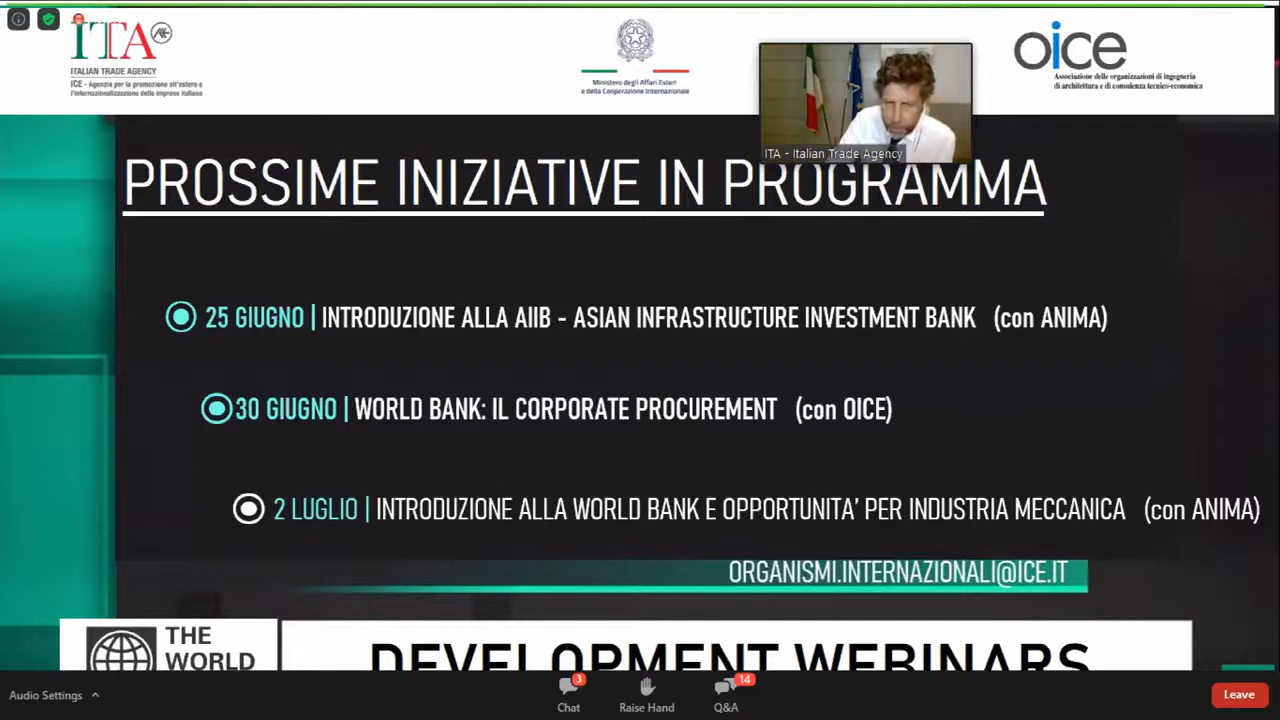 ITA
ITALIAN TRADE AGENCY
ICE - Agenzia per la promozione all'estero e
l'internazionalizzazione delle imprese italiane
Ministero degli Affari Esteri
e della Cooperazione Internazionale
oice
Associazione delle organizzazioni di ingegneria
di architettura e di consulenza tecnico-economica
ITA - Italian Trade Agency
PROSSIME INIZIATIVE IN PROGRAMMA
25 GIUGNO | INTRODUZIONE ALLA AIIB - ASIAN INFRASTRUCTURE INVESTMENT BANK (con ANIMA)
30 GIUGNO | WORLD BANK: IL CORPORATE PROCUREMENT (con OICE)
2 LUGLIO | INTRODUZIONE ALLA WORLD BANK E OPPORTUNITA' PER INDUSTRIA MECCANICA (con ANIMA)
ORGANISMI.INTERNAZIONALI@ICE.IT
THE
WORLD
DEVELOPMENT WEBINARS
Audio Settings
3
Chat
Raise Hand
14
Q&A
Leave